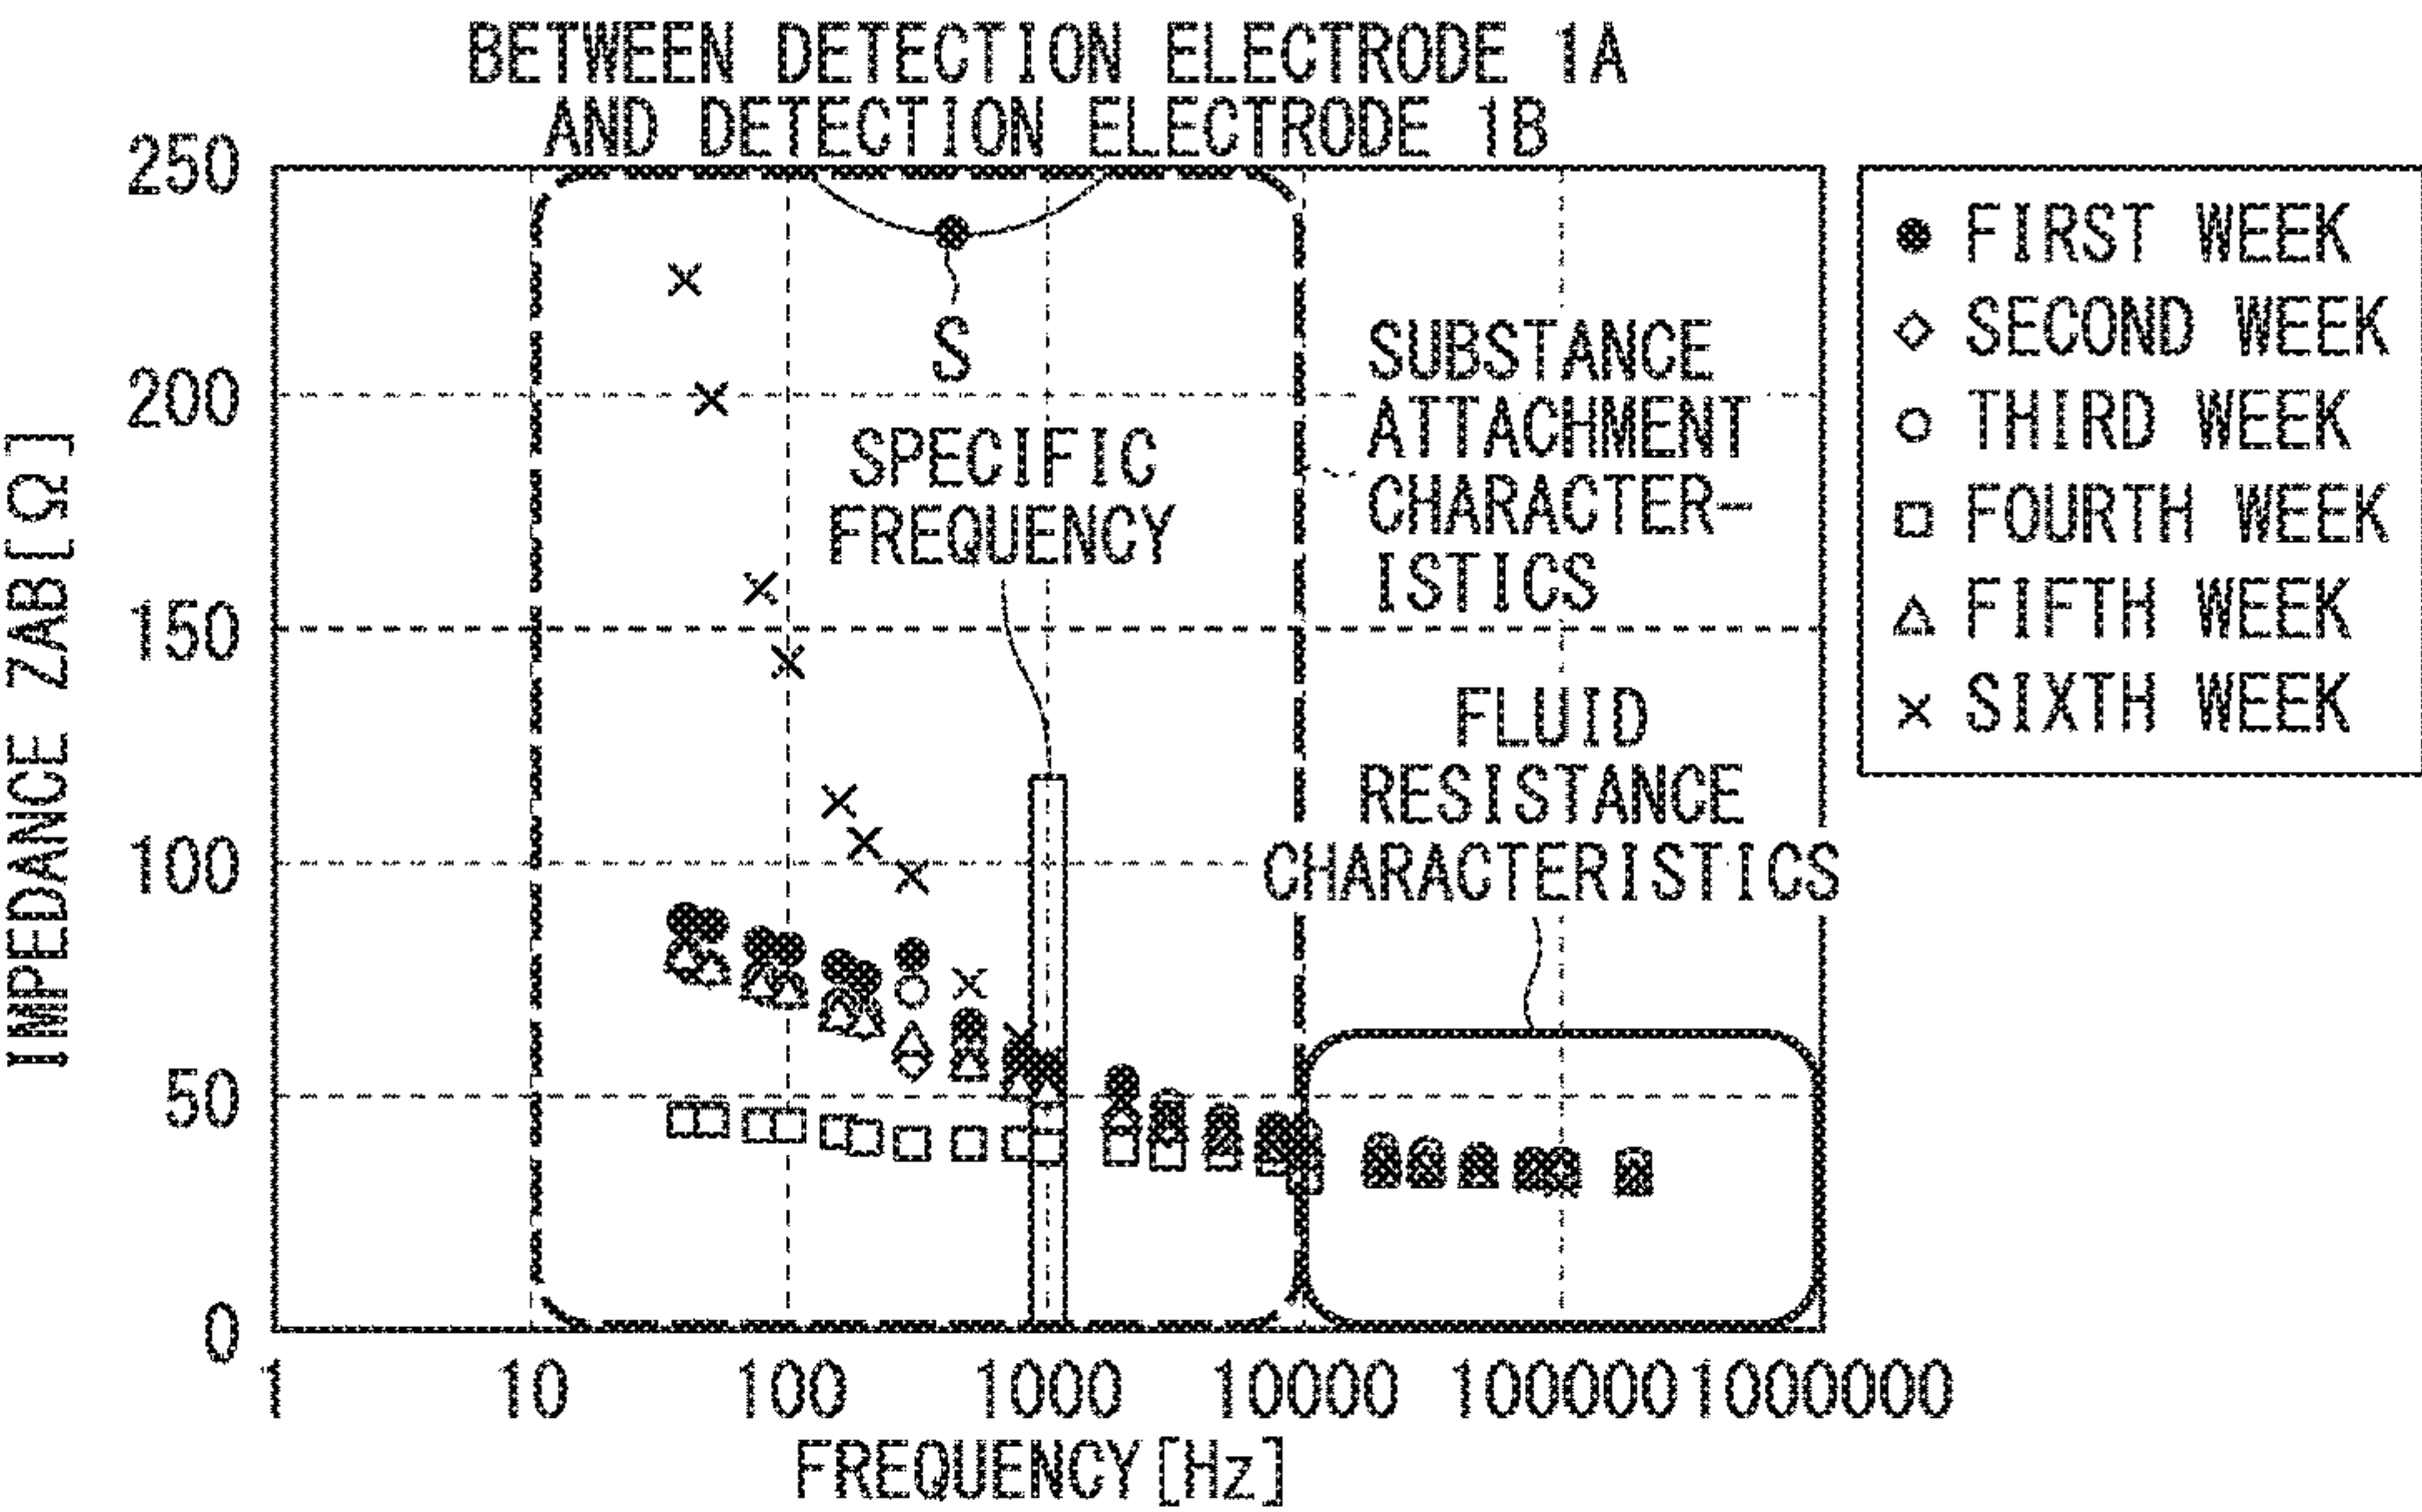 BETWEEN DETECTION ELECTRODE 1A
AND DETECTION ELECTRODE 1B
250
200
150
100
50
0
IMPEDANCE ZAB[Ω]
S
SPECIFIC
FREQUENCY
SUBSTANCE
ATTACHMENT
CHARACTER-
ISTICS
FLUID
RESISTANCE
CHARACTERISTICS
FIRST WEEK
SECOND WEEK
THIRD WEEK
FOURTH WEEK
FIFTH WEEK
SIXTH WEEK
1 10 100 1000 10000 100000 1000000
FREQUENCY[Hz]